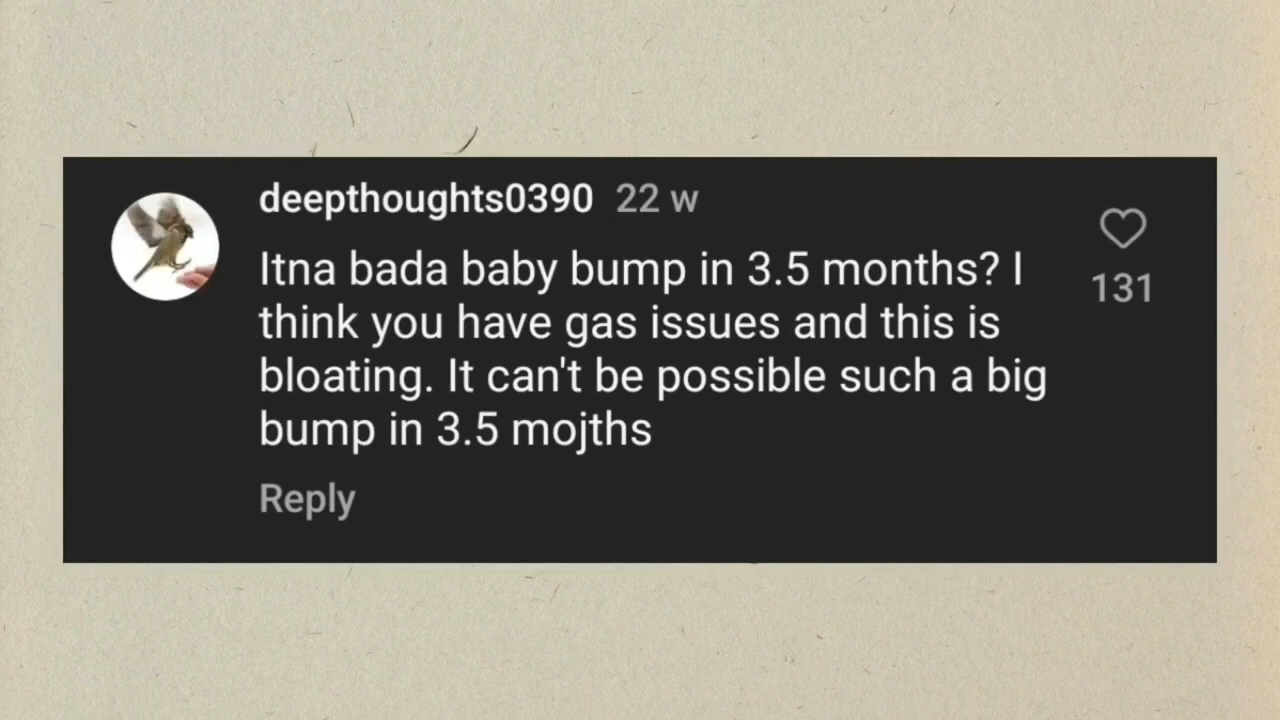 deepthoughts0390 22 w
Itna bada baby bump in 3.5 months? I
think you have gas issues and this is
bloating. It can't be possible such a big
bump in 3.5 mojths
131
Reply